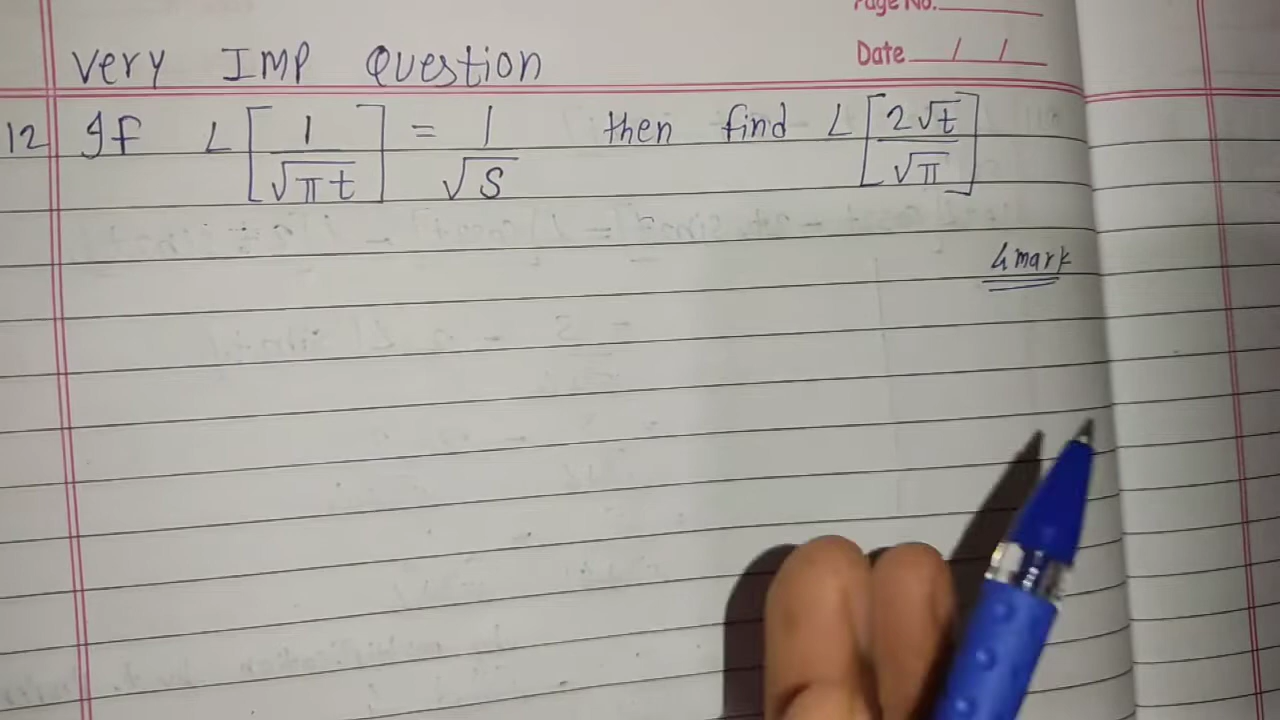 Page No.
Date / /
Very IMP Question
12 If L[1/√πt] = 1/√S then find L[2√t/√π]
4 mark